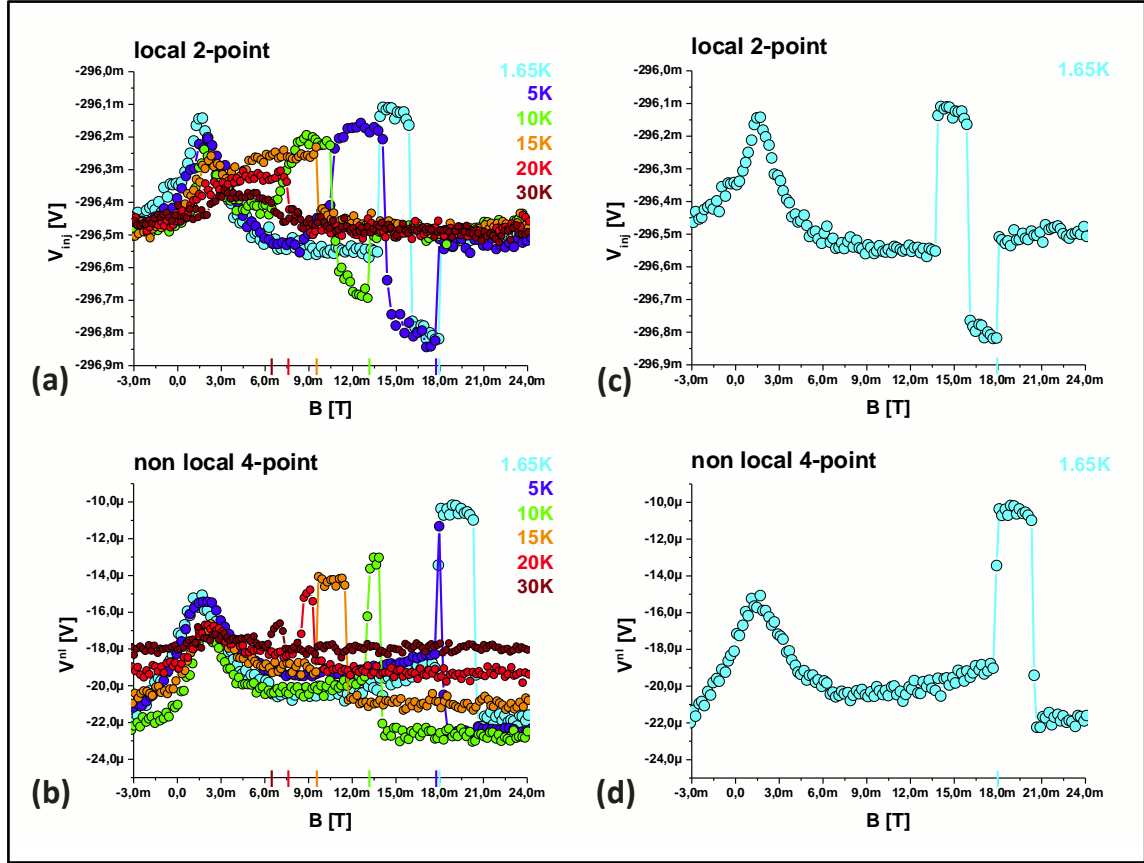 local 2-point
1.65K
5K
10K
15K
20K
30K
-296,0m
-296,1m
-296,2m
-296,3m
-296,4m
-296,5m
-296,6m
-296,7m
-296,8m
-296,9m
V inj [V]
-3,0m 0,0 3,0m 6,0m 9,0m 12,0m 15,0m 18,0m 21,0m 24,0m
B [T]
(a)
local 2-point
1.65K
-296,0m
-296,1m
-296,2m
-296,3m
-296,4m
-296,5m
-296,6m
-296,7m
-296,8m
-296,9m
V inj [V]
-3,0m 0,0 3,0m 6,0m 9,0m 12,0m 15,0m 18,0m 21,0m 24,0m
B [T]
(c)
non local 4-point
1.65K
5K
10K
15K
20K
30K
-10,0µ
-12,0µ
-14,0µ
-16,0µ
-18,0µ
-20,0µ
-22,0µ
-24,0µ
V nl [V]
-3,0m 0,0 3,0m 6,0m 9,0m 12,0m 15,0m 18,0m 21,0m 24,0m
B [T]
(b)
non local 4-point
1.65K
-10,0µ
-12,0µ
-14,0µ
-16,0µ
-18,0µ
-20,0µ
-22,0µ
-24,0µ
V nl [V]
-3,0m 0,0 3,0m 6,0m 9,0m 12,0m 15,0m 18,0m 21,0m 24,0m
B [T]
(d)